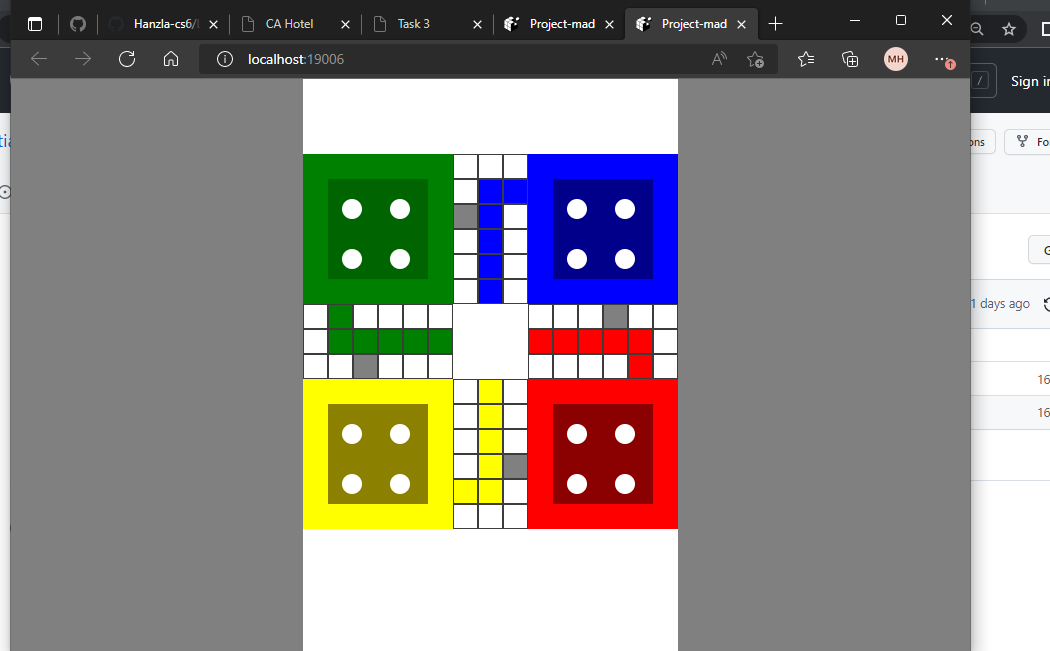 Hanzla-cs6/
CA Hotel
Task 3
Project-mad
Project-mad
localhost:19006
A
MH
/
Sign in
tia
ons
Fo
G
1 days ago
16
16